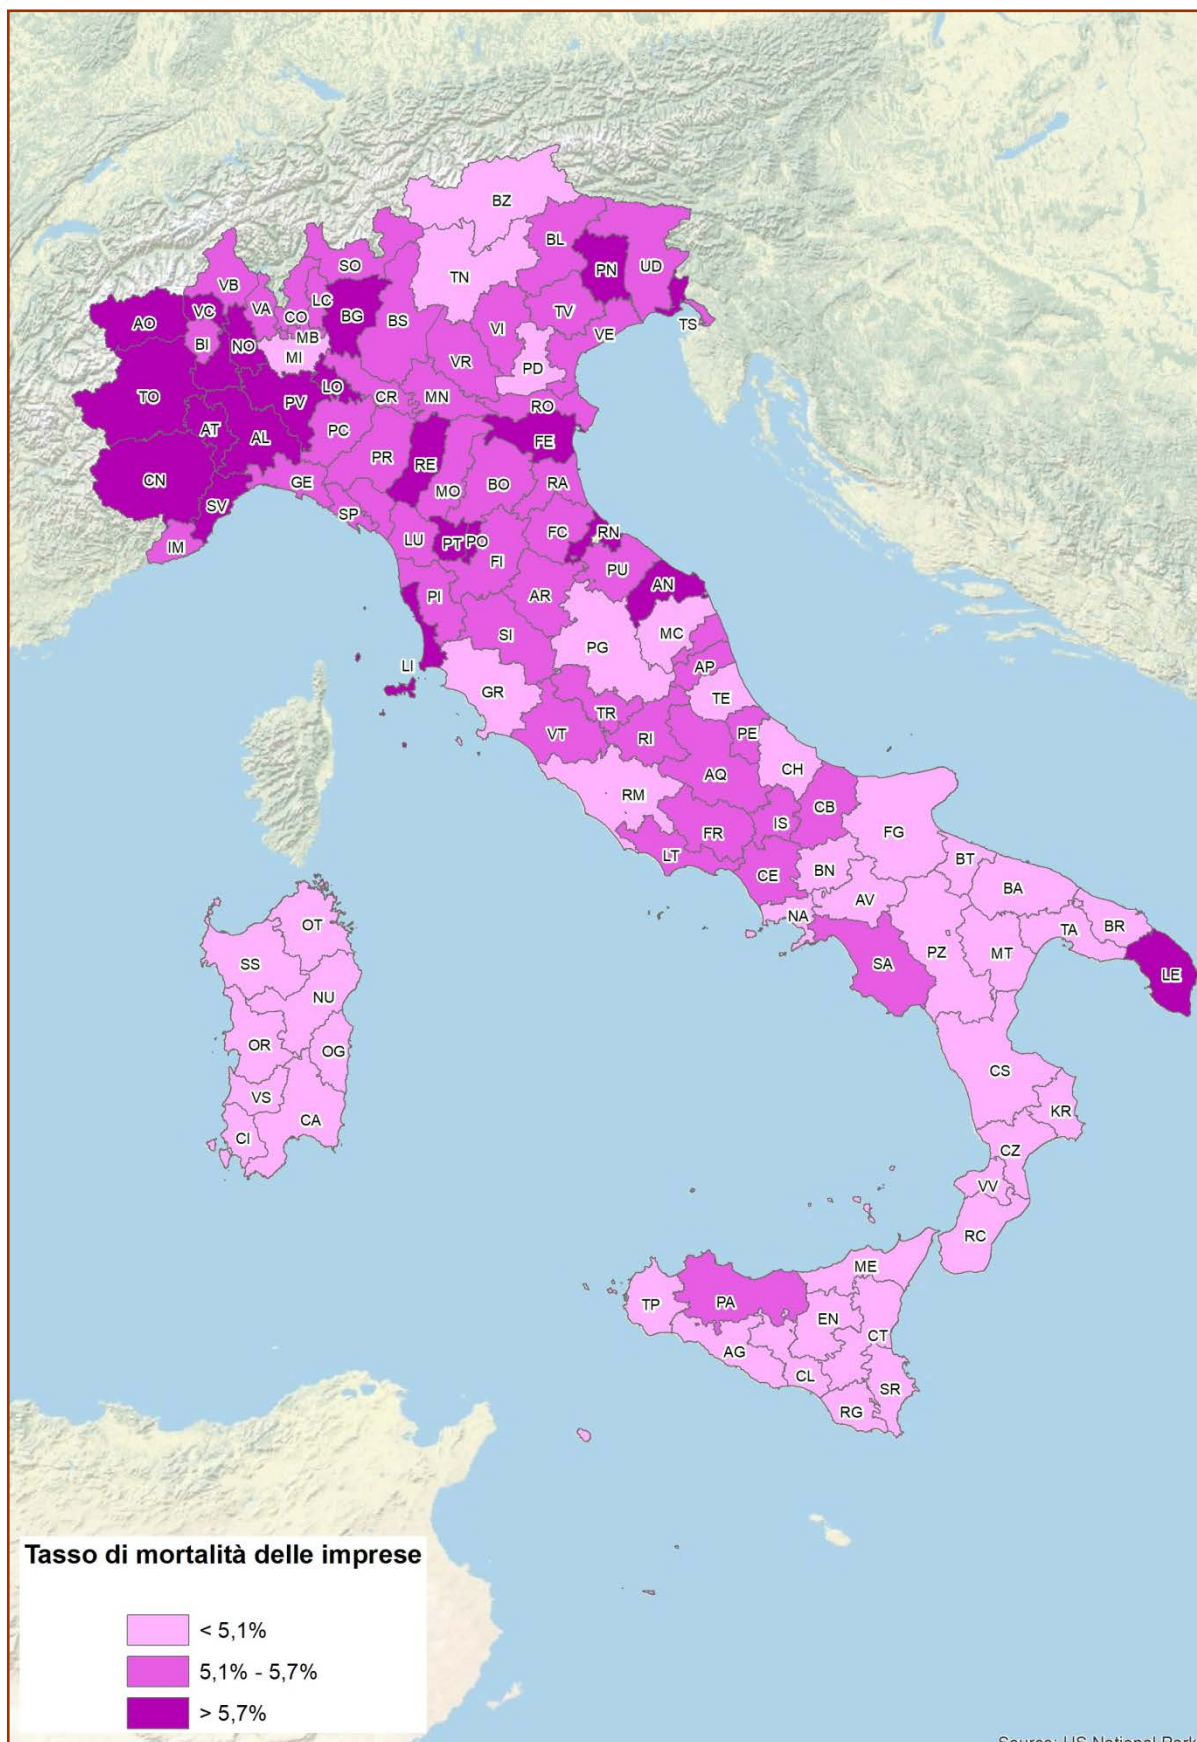 BZ
BL
PN
UD
SO
TN
VB
LC
VA
CO
BG
BS
VI
TV
VE
TS
AO
VC
BI
NO
MB
MI
VR
PD
TO
PV
LO
CR
MN
RO
AT
AL
PC
PR
RE
FE
CN
GE
MO
BO
RA
SV
SP
IM
LU
PT
PO
FI
FC
RN
PU
PI
AR
AN
SI
PG
MC
LI
GR
AP
TE
TR
VT
RI
PE
AQ
CH
RM
CB
IS
FR
LT
FG
CE
BN
BT
AV
BA
NA
TA
BR
SA
PZ
MT
LE
OT
SS
NU
OR
OG
VS
CA
CI
CS
KR
CZ
VV
RC
ME
TP
PA
EN
CT
AG
CL
SR
RG
Tasso di mortalità delle imprese
< 5,1%
5,1% - 5,7%
> 5,7%
Source: US National Park